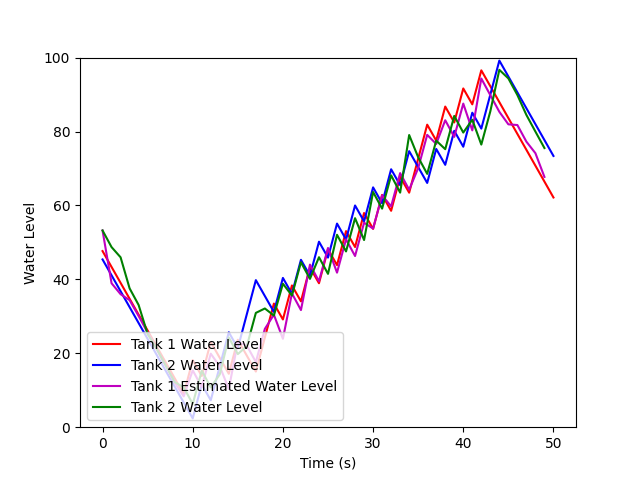 100
80
60
40
20
0
Water Level
Tank 1 Water Level
Tank 2 Water Level
Tank 1 Estimated Water Level
Tank 2 Water Level
0 10 20 30 40 50
Time (s)